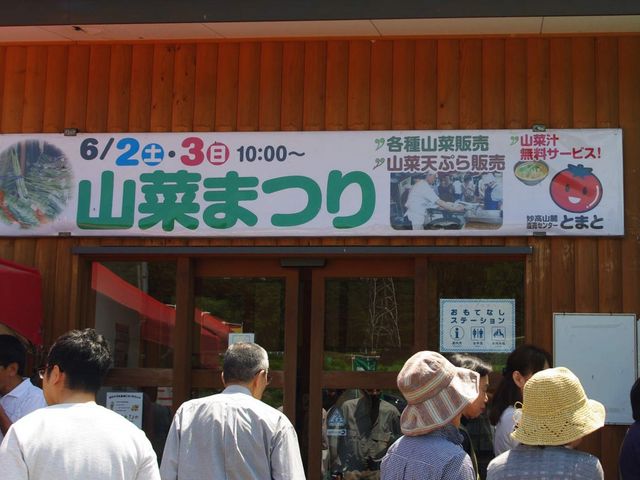 6/2土・3日 10:00～
山菜まつり
各種山菜販売
山菜天ぷら販売
山菜汁
無料サービス!
妙高山麓
直売センター
とまと
おもてなし
ステーション